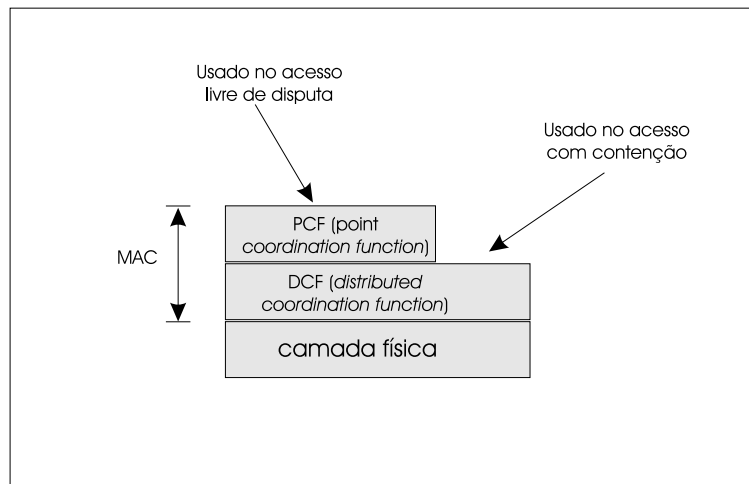 Usado no acesso
livre de disputa
Usado no acesso
com contenção
PCF (point
coordination function)
MAC
DCF (distributed
coordination function)
camada física